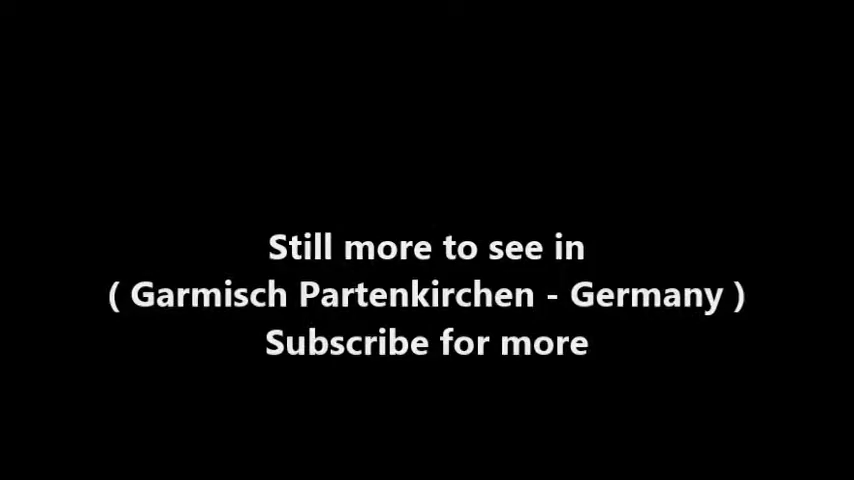 Still more to see in
( Garmisch Partenkirchen - Germany )
Subscribe for more